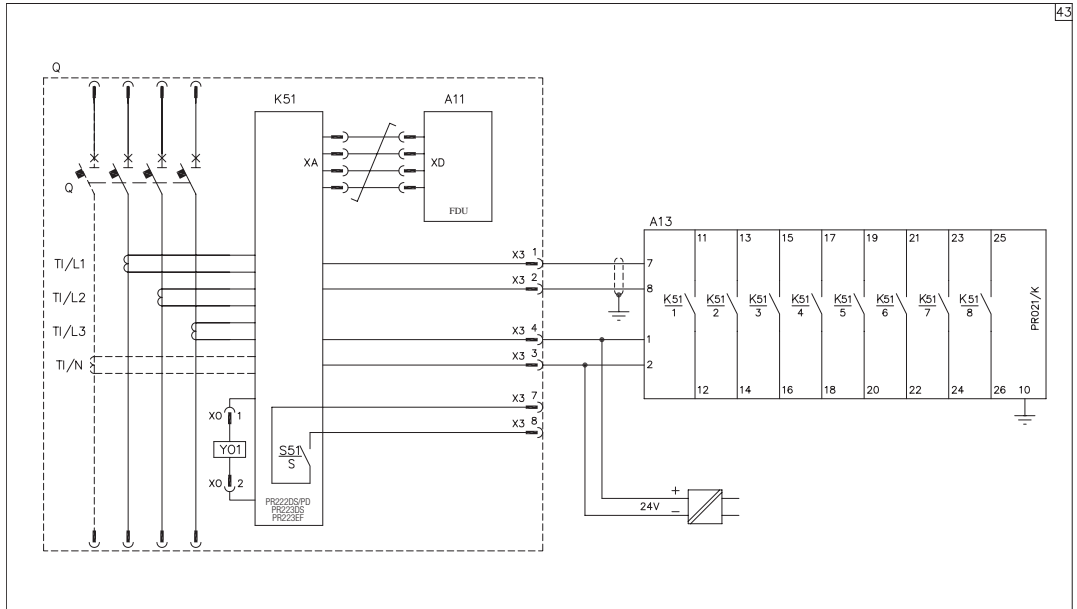 43
Q
K51
A11
XA
XD
Q
FDU
A13
11 13 15 17 19 21 23 25
TI/L1
X3 1
7
TI/L2
X3 2
8
K51 K51 K51 K51 K51 K51 K51 K51
1 2 3 4 5 6 7 8
PR021/K
TI/L3
X3 4
1
TI/N
X3 3
2
12 14 16 18 20 22 24 26 10
X3 7
X0 1
X3 8
Y01
S51
S
X0 2
PR222DS/PD
PR223DS
PR223EF
+
24V
−